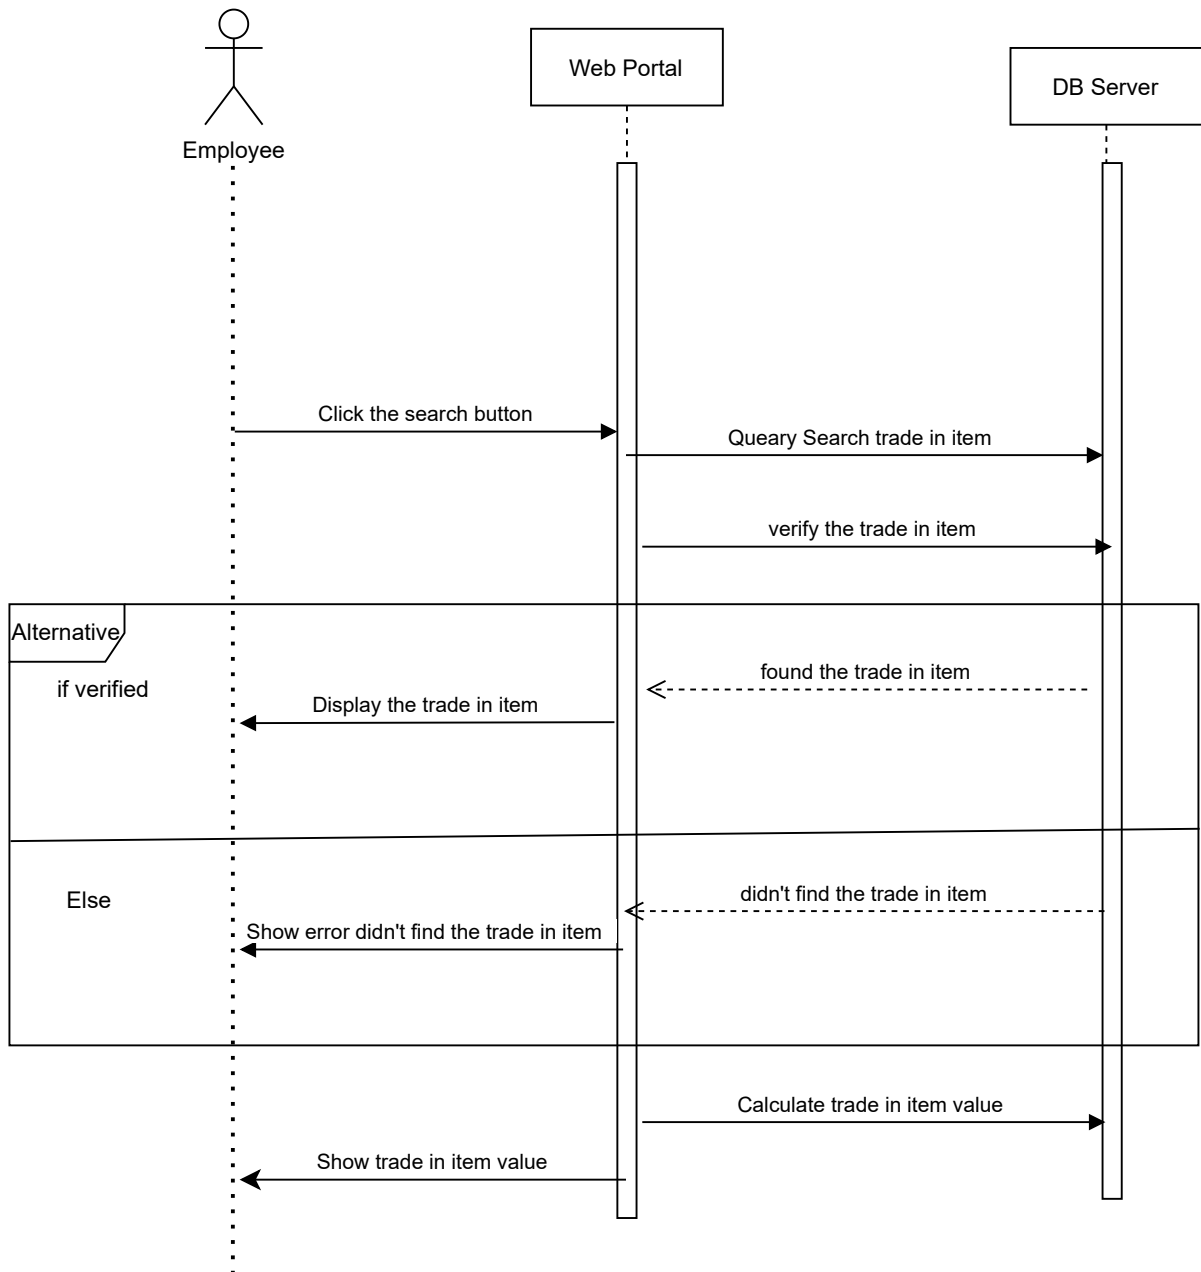 Web Portal
DB Server
Employee
Click the search button
Queary Search trade in item
verify the trade in item
Alternative
if verified
found the trade in item
Display the trade in item
Else
didn't find the trade in item
Show error didn't find the trade in item
Calculate trade in item value
Show trade in item value